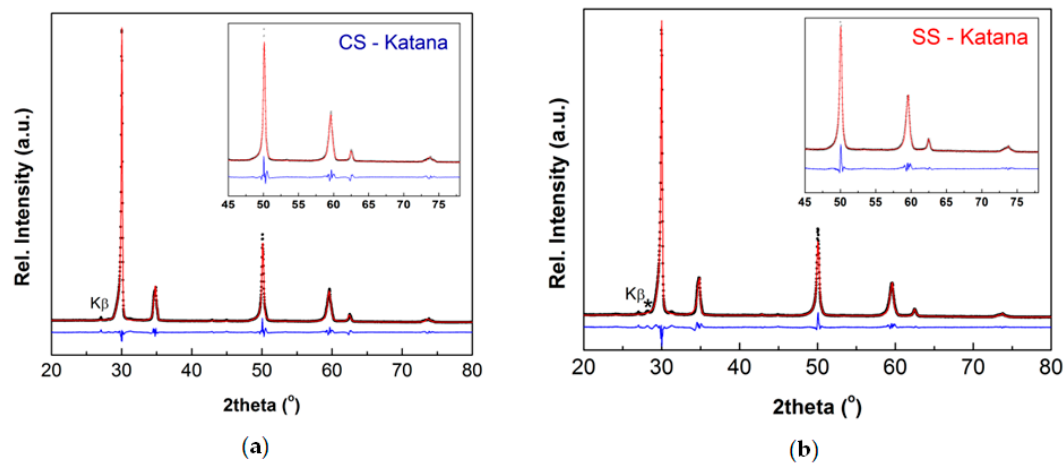 CS - Katana
45 50 55 60 65 70 75
Rel. Intensity (a.u.)
Kβ
20 30 40 50 60 70 80
2theta (°)
(a)
SS - Katana
45 50 55 60 65 70 75
Rel. Intensity (a.u.)
Kβ *
20 30 40 50 60 70 80
2theta (°)
(b)